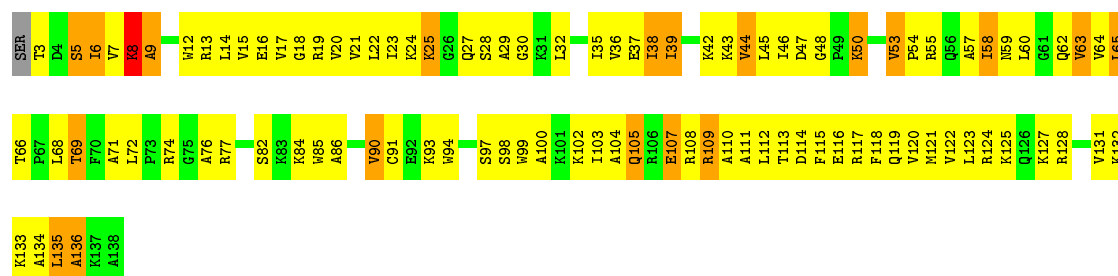 SER T3 D4 S5 I6 V7 K8 A9 W12 R13 L14 V15 E16 V17 G18 R19 V20 V21 L22 I23 K24 K25 G26 Q27 S28 A29 G30 K31 L32 I35 V36 E37 I38 I39 K42 K43 V44 L45 I46 D47 G48 P49 K50 V53 P54 R55 Q56 A57 I58 N59 L60 G61 Q62 V63 V64 L65
T66 P67 L68 T69 F70 A71 L72 P73 R74 G75 A76 R77 S82 K83 K84 W85 A86 V90 C91 E92 K93 W94 S97 S98 W99 A100 K101 K102 I103 A104 Q105 R106 E107 R108 R109 A110 A111 L112 T113 D114 F115 E116 R117 F118 Q119 V120 M121 V122 L123 R124 K125 Q126 K127 R128 V131 K132
K133 A134 L135 A136 K137 A138